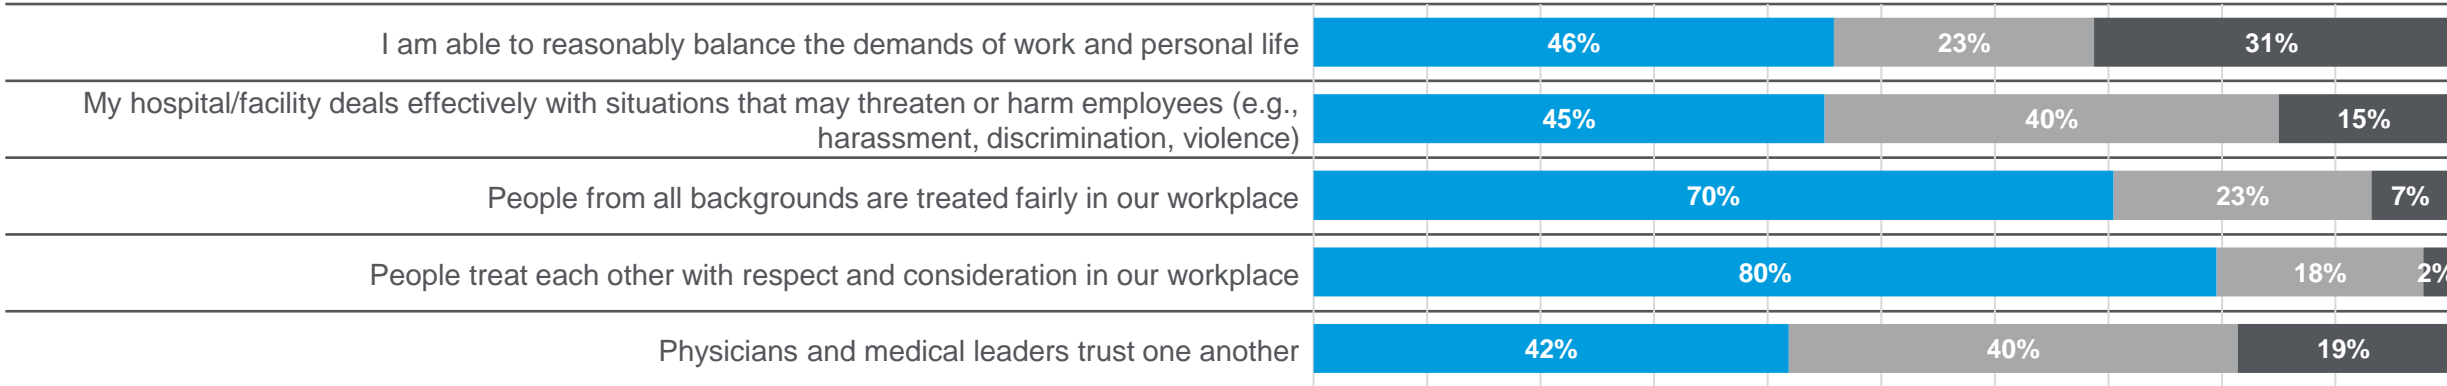 I am able to reasonably balance the demands of work and personal life 46% 23% 31%
My hospital/facility deals effectively with situations that may threaten or harm employees (e.g.,
harassment, discrimination, violence) 45% 40% 15%
People from all backgrounds are treated fairly in our workplace 70% 23% 7%
People treat each other with respect and consideration in our workplace 80% 18% 2%
Physicians and medical leaders trust one another 42% 40% 19%